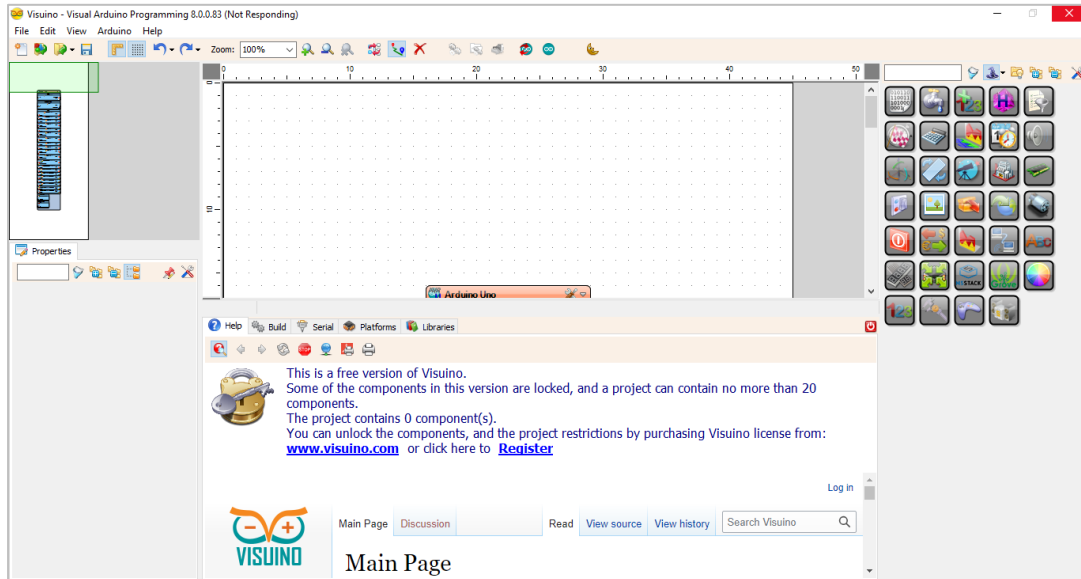 Visuino - Visual Arduino Programming 8.0.0.83 (Not Responding)
File Edit View Arduino Help
Zoom: 100%
0 10 20 30 40 50
0
10
Properties
Arduino Uno
Help Build Serial Platforms Libraries
This is a free version of Visuino.
Some of the components in this version are locked, and a project can contain no more than 20
components.
The project contains 0 component(s).
You can unlock the components, and the project restrictions by purchasing Visuino license from:
www.visuino.com or click here to Register
Log in
Main Page Discussion Read View source View history Search Visuino
VISUINO
Main Page